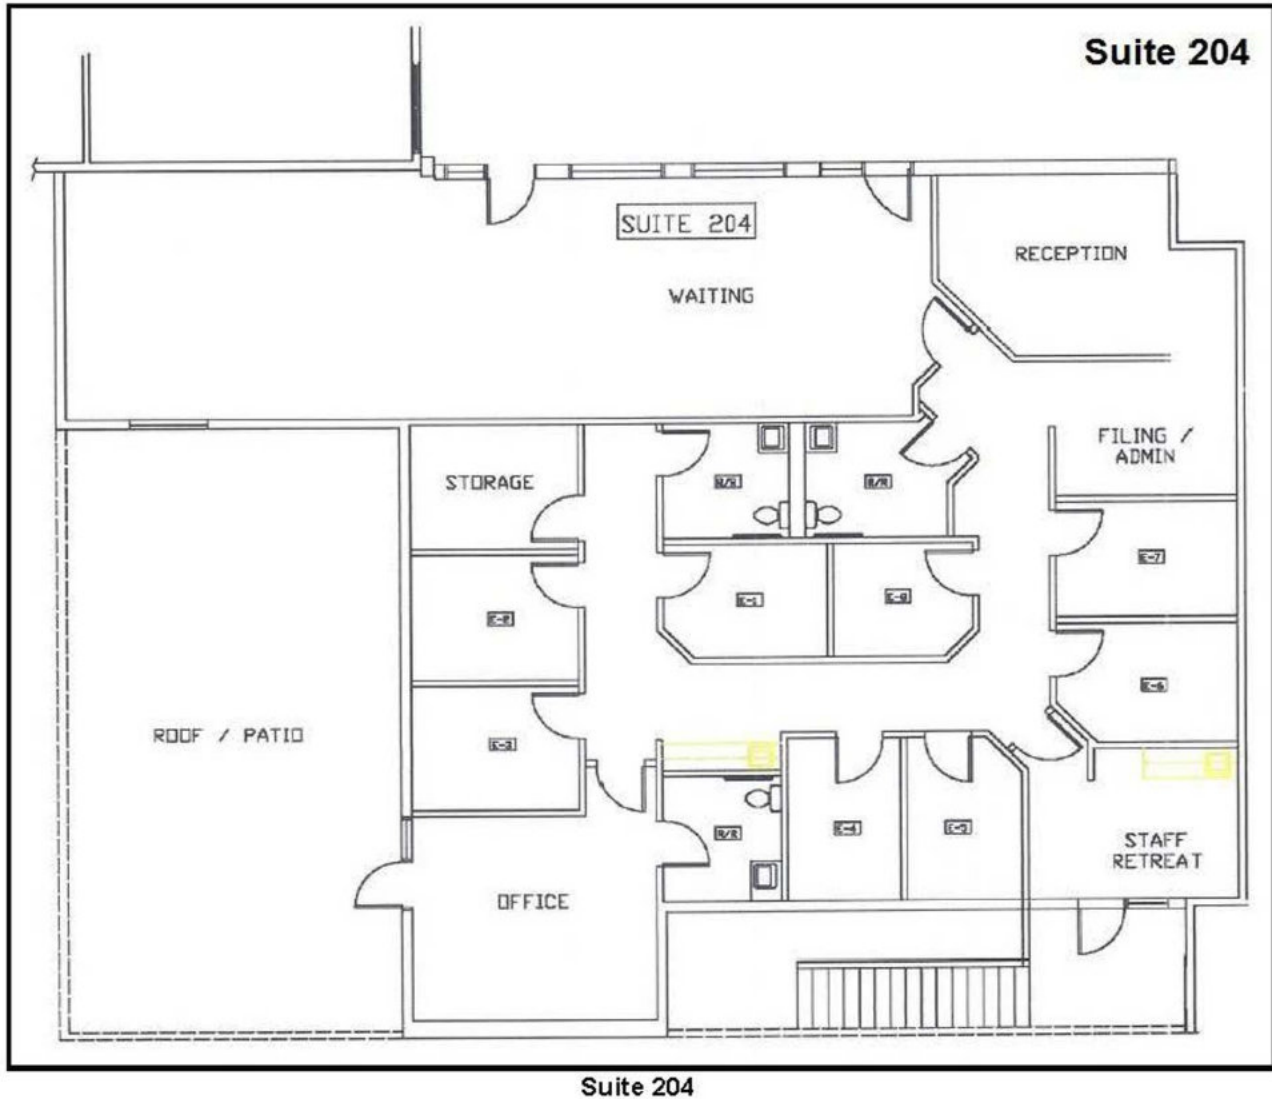 Suite 204
SUITE 204
RECEPTION
WAITING
FILING /
ADMIN
STORAGE
R/R
R/R
E-7
E-1
E-2
E-6
ROOF / PATIO
E-3
R/R
E-4
E-5
STAFF
RETREAT
OFFICE
Suite 204